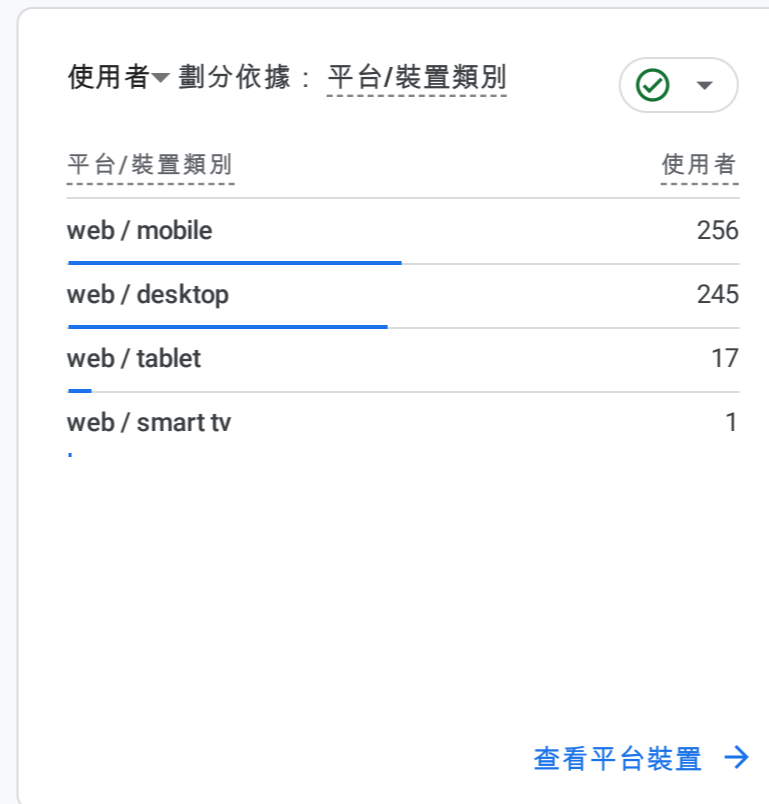 使用者 劃分依據： 平台/裝置類別
平台/裝置類別 使用者
web / mobile 256
web / desktop 245
web / tablet 17
web / smart tv 1
查看平台裝置 →